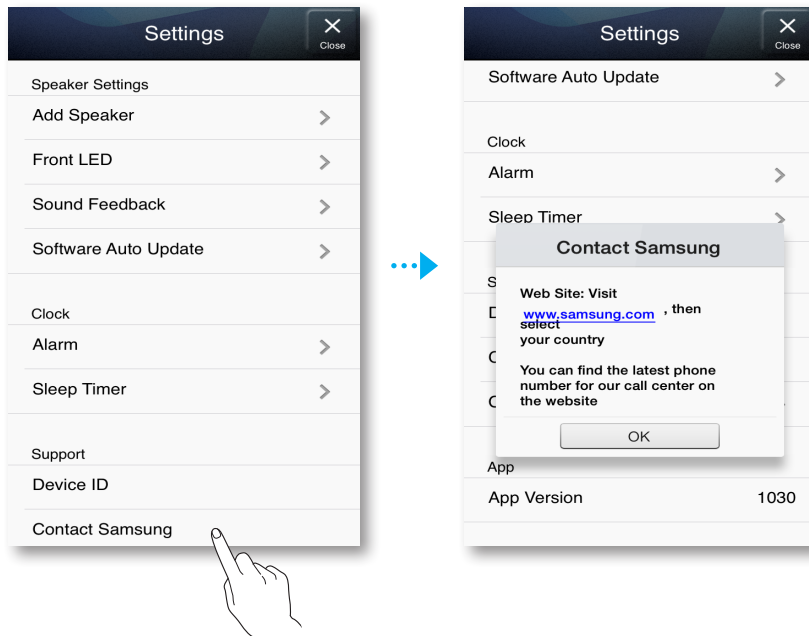 Settings
Close
Speaker Settings
Add Speaker
Front LED
Sound Feedback
Software Auto Update
Clock
Alarm
Sleep Timer
Support
Device ID
Contact Samsung
Settings
Close
Software Auto Update
Clock
Alarm
Sleep Timer
Contact Samsung
Web Site: Visit
www.samsung.com , then
select
your country
You can find the latest phone
number for our call center on
the website
OK
App
App Version 1030